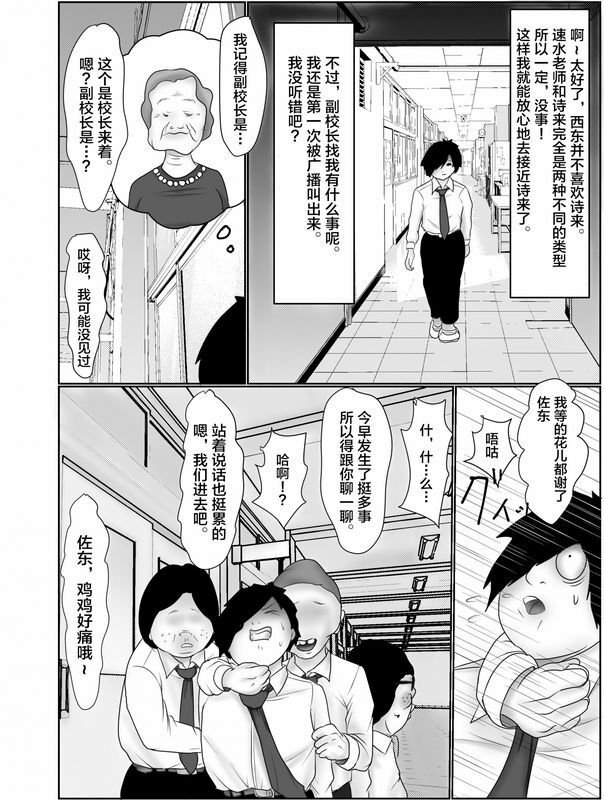 啊~太好了，西东并不喜欢诗来。
速水老师和诗来完全是两种不同的类型
所以一定，没事！
这样我就能放心地去接近诗来了。
不过，副校长找我有什么事呢。
我还是第一次被广播叫出来。
我没听错吧？
我记得副校长是…
这个是校长来着。
嗯？副校长是…？
哎呀，我可能没见过
我等的花儿都谢了
佐东
唔咕
グイッ
什，什…么…
今早发生了挺多事
所以得跟你聊一聊。
哈啊！？
站着说话也挺累的
嗯，我们进去吧。
佐东，鸡鸡好痛哦~